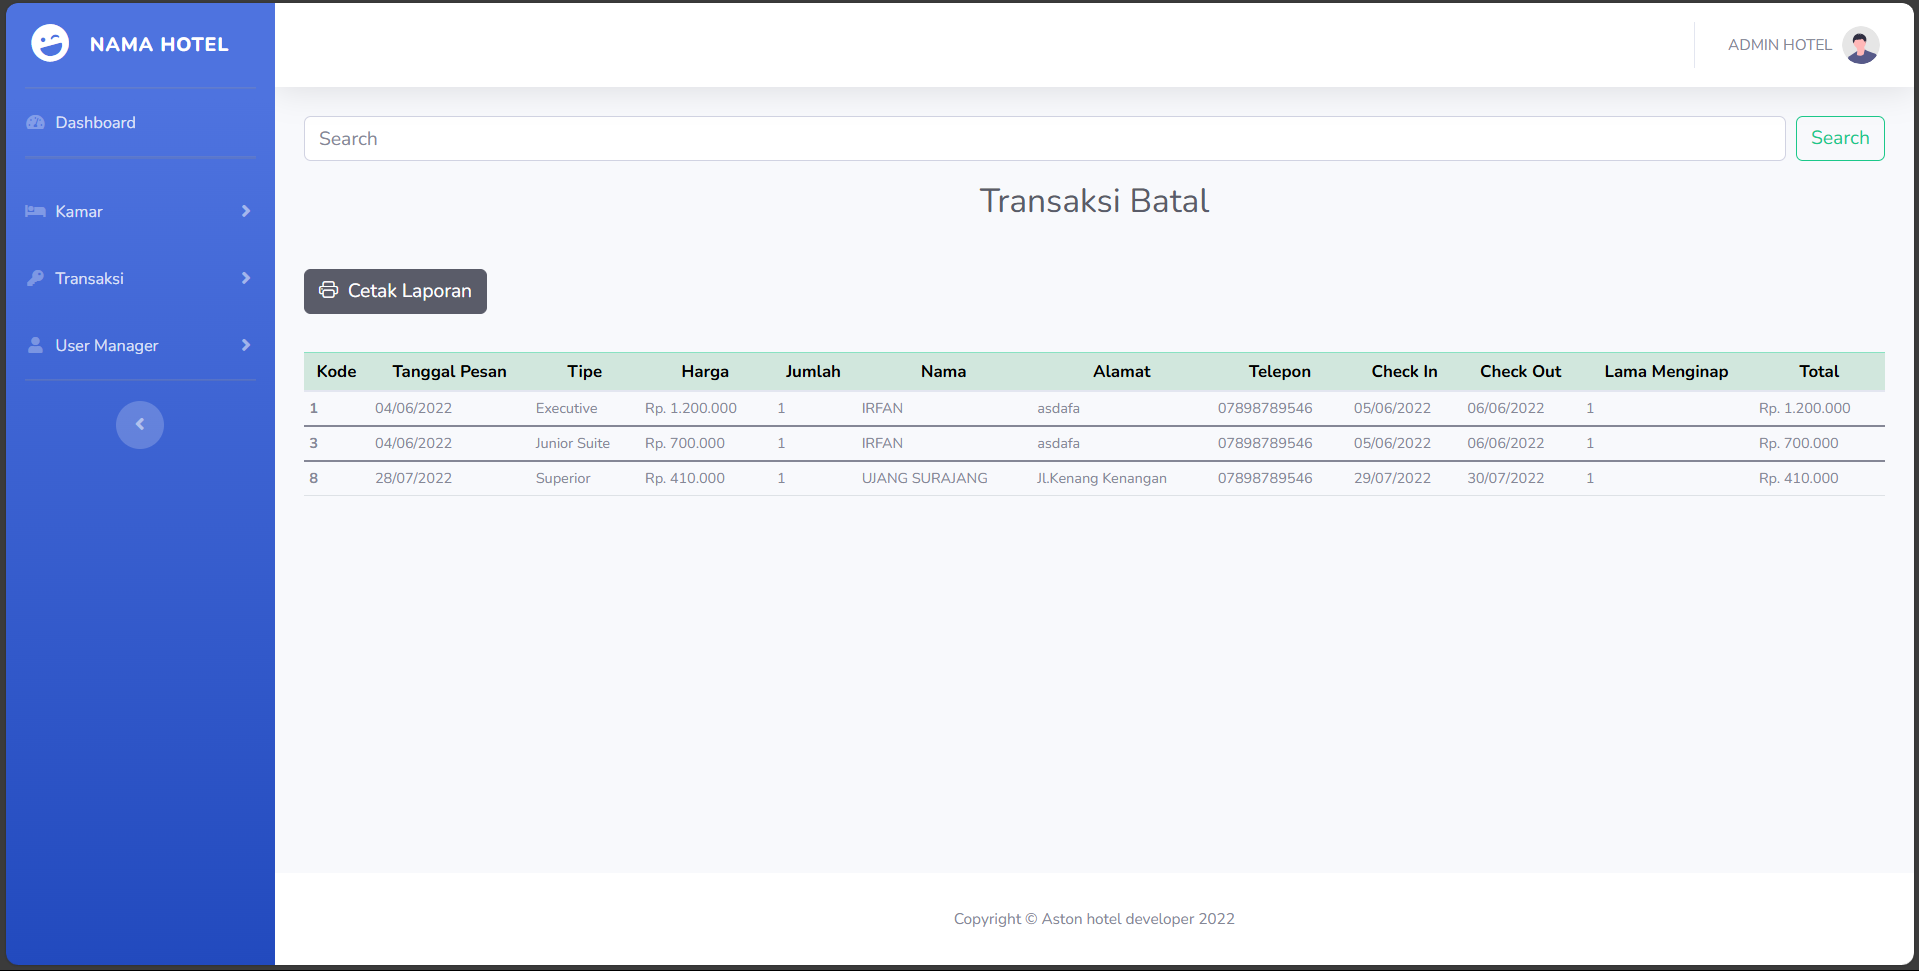 NAMA HOTEL
ADMIN HOTEL
Dashboard
Kamar
Transaksi
User Manager
Search Search
Transaksi Batal
Cetak Laporan
Kode Tanggal Pesan Tipe Harga Jumlah Nama Alamat Telepon Check In Check Out Lama Menginap Total
1 04/06/2022 Executive Rp. 1.200.000 1 IRFAN asdafa 07898789546 05/06/2022 06/06/2022 1 Rp. 1.200.000
3 04/06/2022 Junior Suite Rp. 700.000 1 IRFAN asdafa 07898789546 05/06/2022 06/06/2022 1 Rp. 700.000
8 28/07/2022 Superior Rp. 410.000 1 UJANG SURAJANG Jl.Kenang Kenangan 07898789546 29/07/2022 30/07/2022 1 Rp. 410.000
Copyright © Aston hotel developer 2022